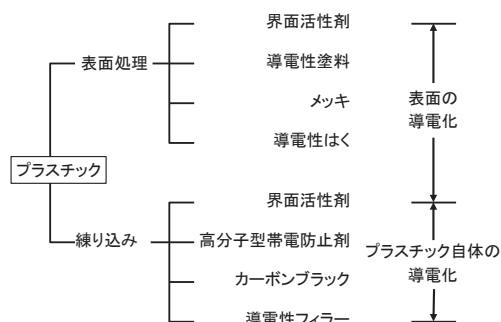 界面活性剤
表面処理
導電性塗料
メッキ
表面の
導電化
導電性はく
プラスチック
界面活性剤
練り込み
高分子型帯電防止剤
プラスチック自体の
導電化
カーボンブラック
導電性フィラー